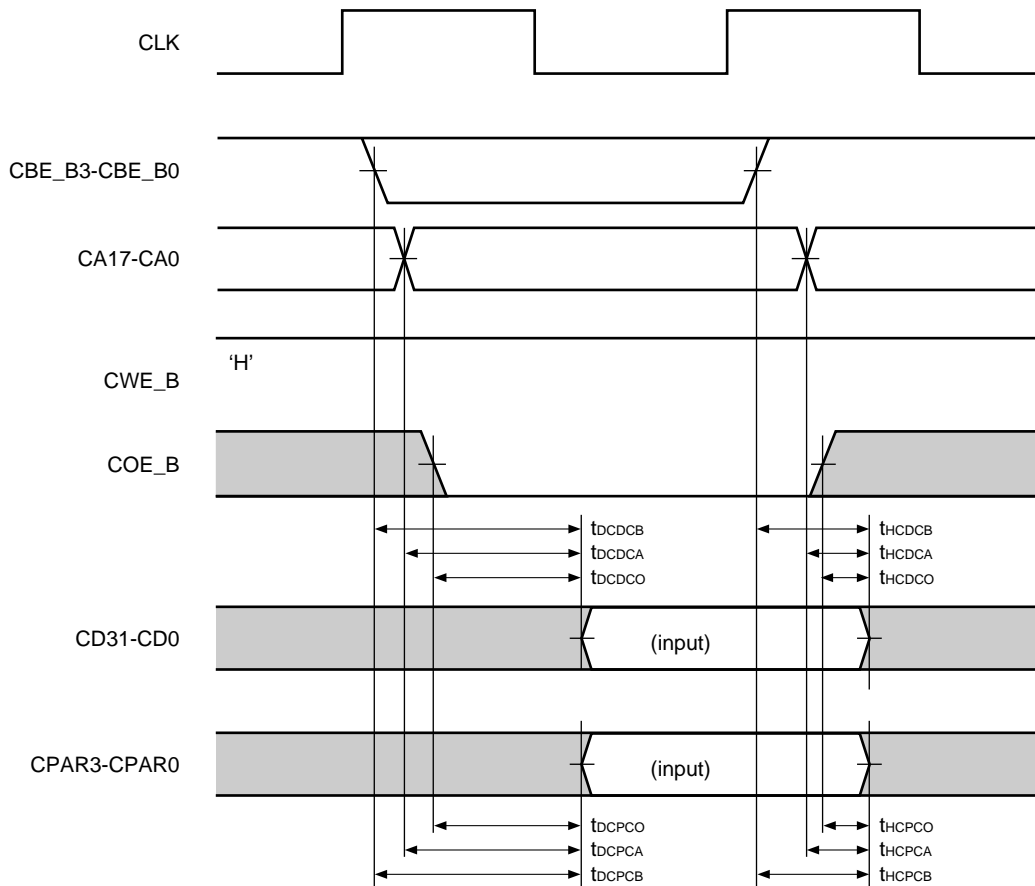 CLK
CBE_B3-CBE_B0
CA17-CA0
‘H’
CWE_B
COE_B
tDCDCB tHCDCB
tDCDCA tHCDCA
tDCDCO tHCDCO
CD31-CD0 (input)
CPAR3-CPAR0 (input)
tDCPCO tHCPCO
tDCPCA tHCPCA
tDCPCB tHCPCB